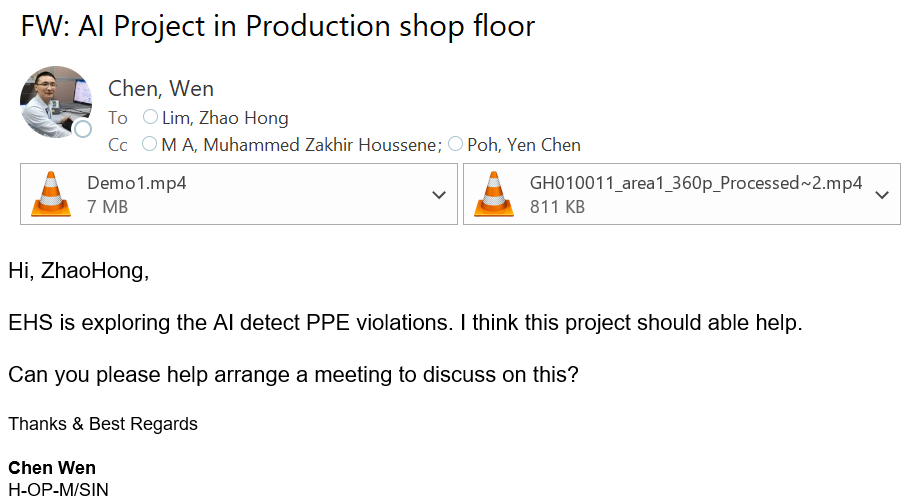 FW: AI Project in Production shop floor
Chen, Wen
To Lim, Zhao Hong
Cc M A, Muhammed Zakhir Houssene; Poh, Yen Chen
Demo1.mp4
7 MB
GH010011_area1_360p_Processed~2.mp4
811 KB
Hi, ZhaoHong,
EHS is exploring the AI detect PPE violations. I think this project should able help.
Can you please help arrange a meeting to discuss on this?
Thanks & Best Regards
Chen Wen
H-OP-M/SIN